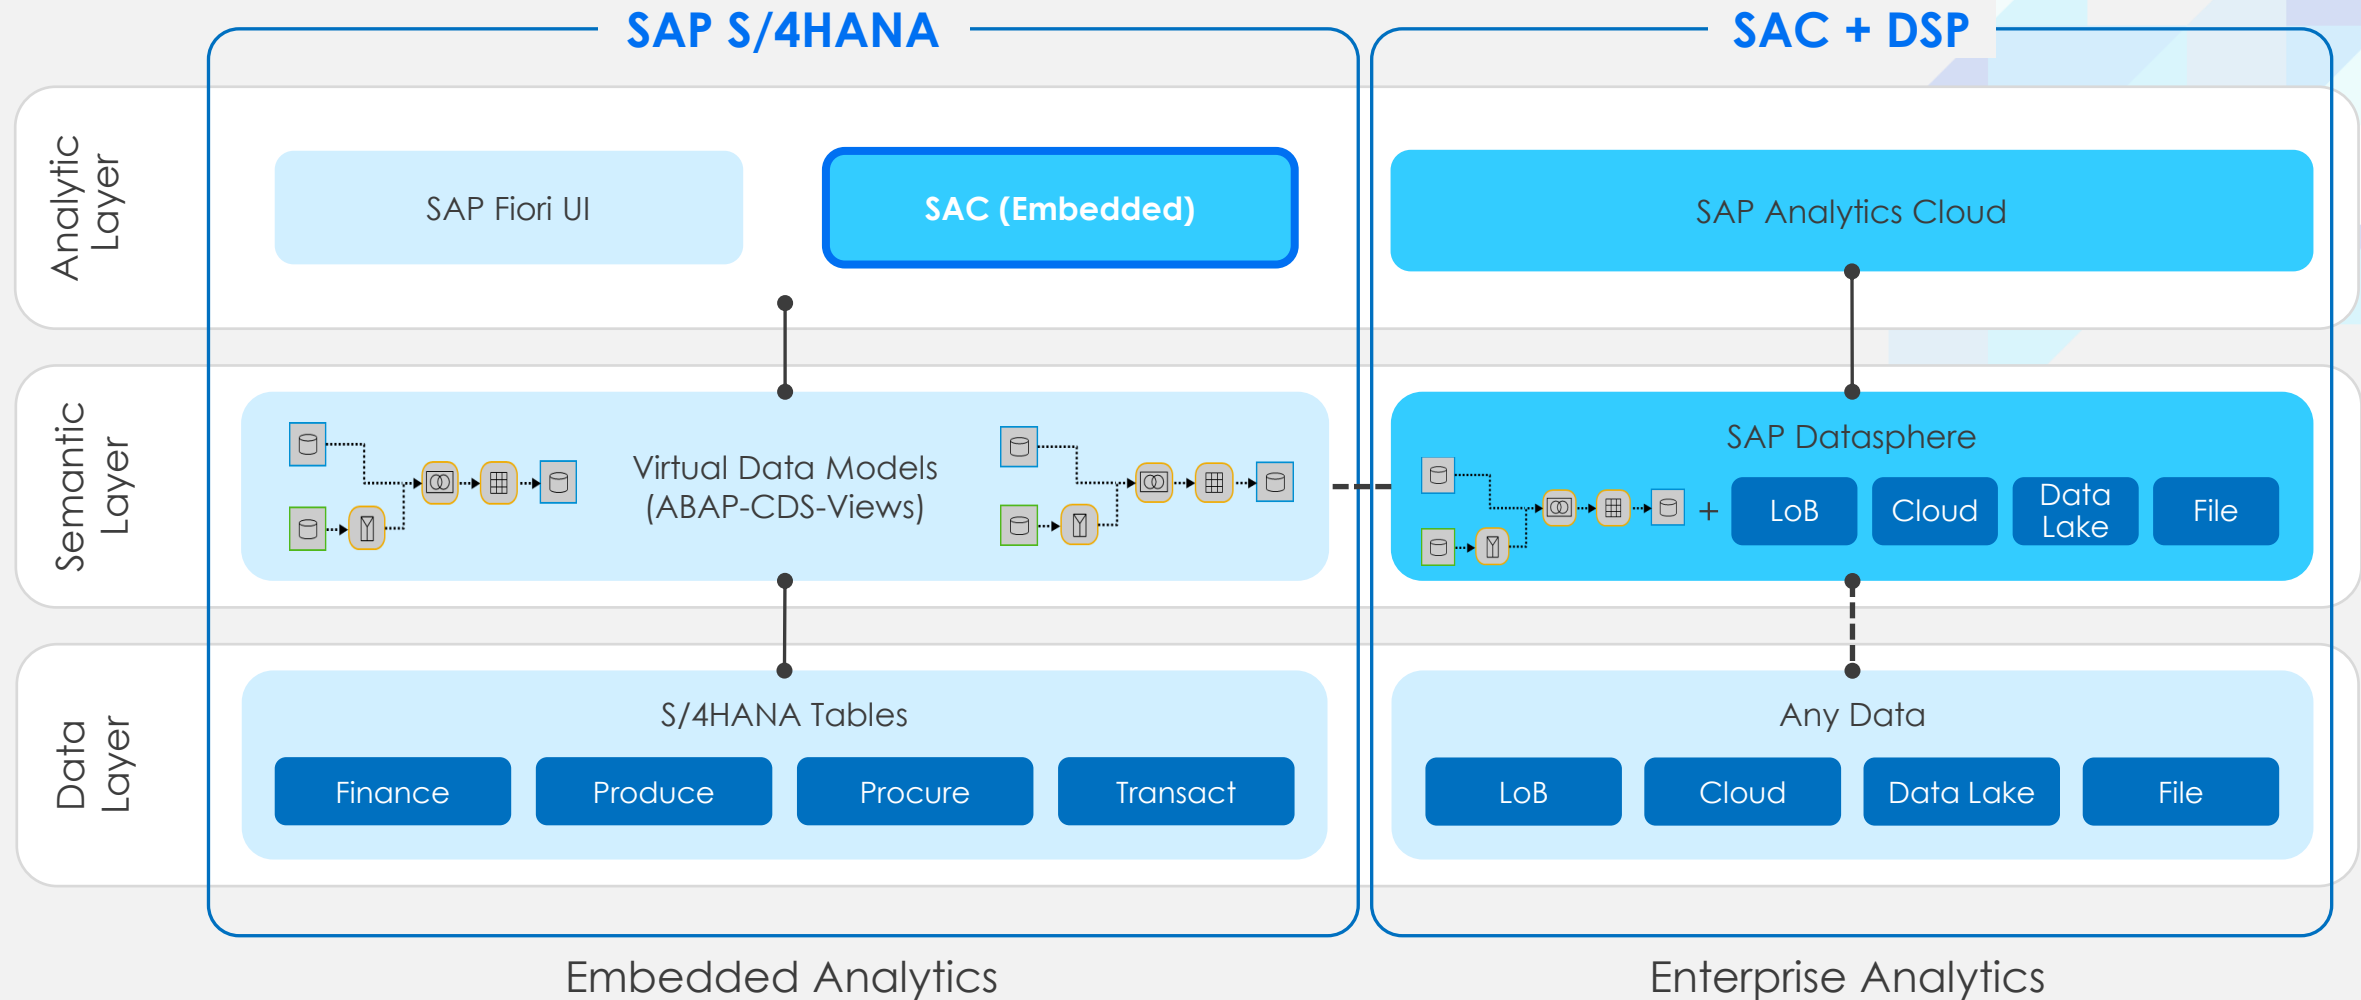 SAP S/4HANA
SAC + DSP
Analytic
Layer
SAP Fiori UI
SAC (Embedded)
SAP Analytics Cloud
Semantic
Layer
Virtual Data Models
(ABAP-CDS-Views)
SAP Datasphere
+
LoB
Cloud
Data
Lake
File
Data
Layer
S/4HANA Tables
Finance
Produce
Procure
Transact
Any Data
LoB
Cloud
Data Lake
File
Embedded Analytics
Enterprise Analytics